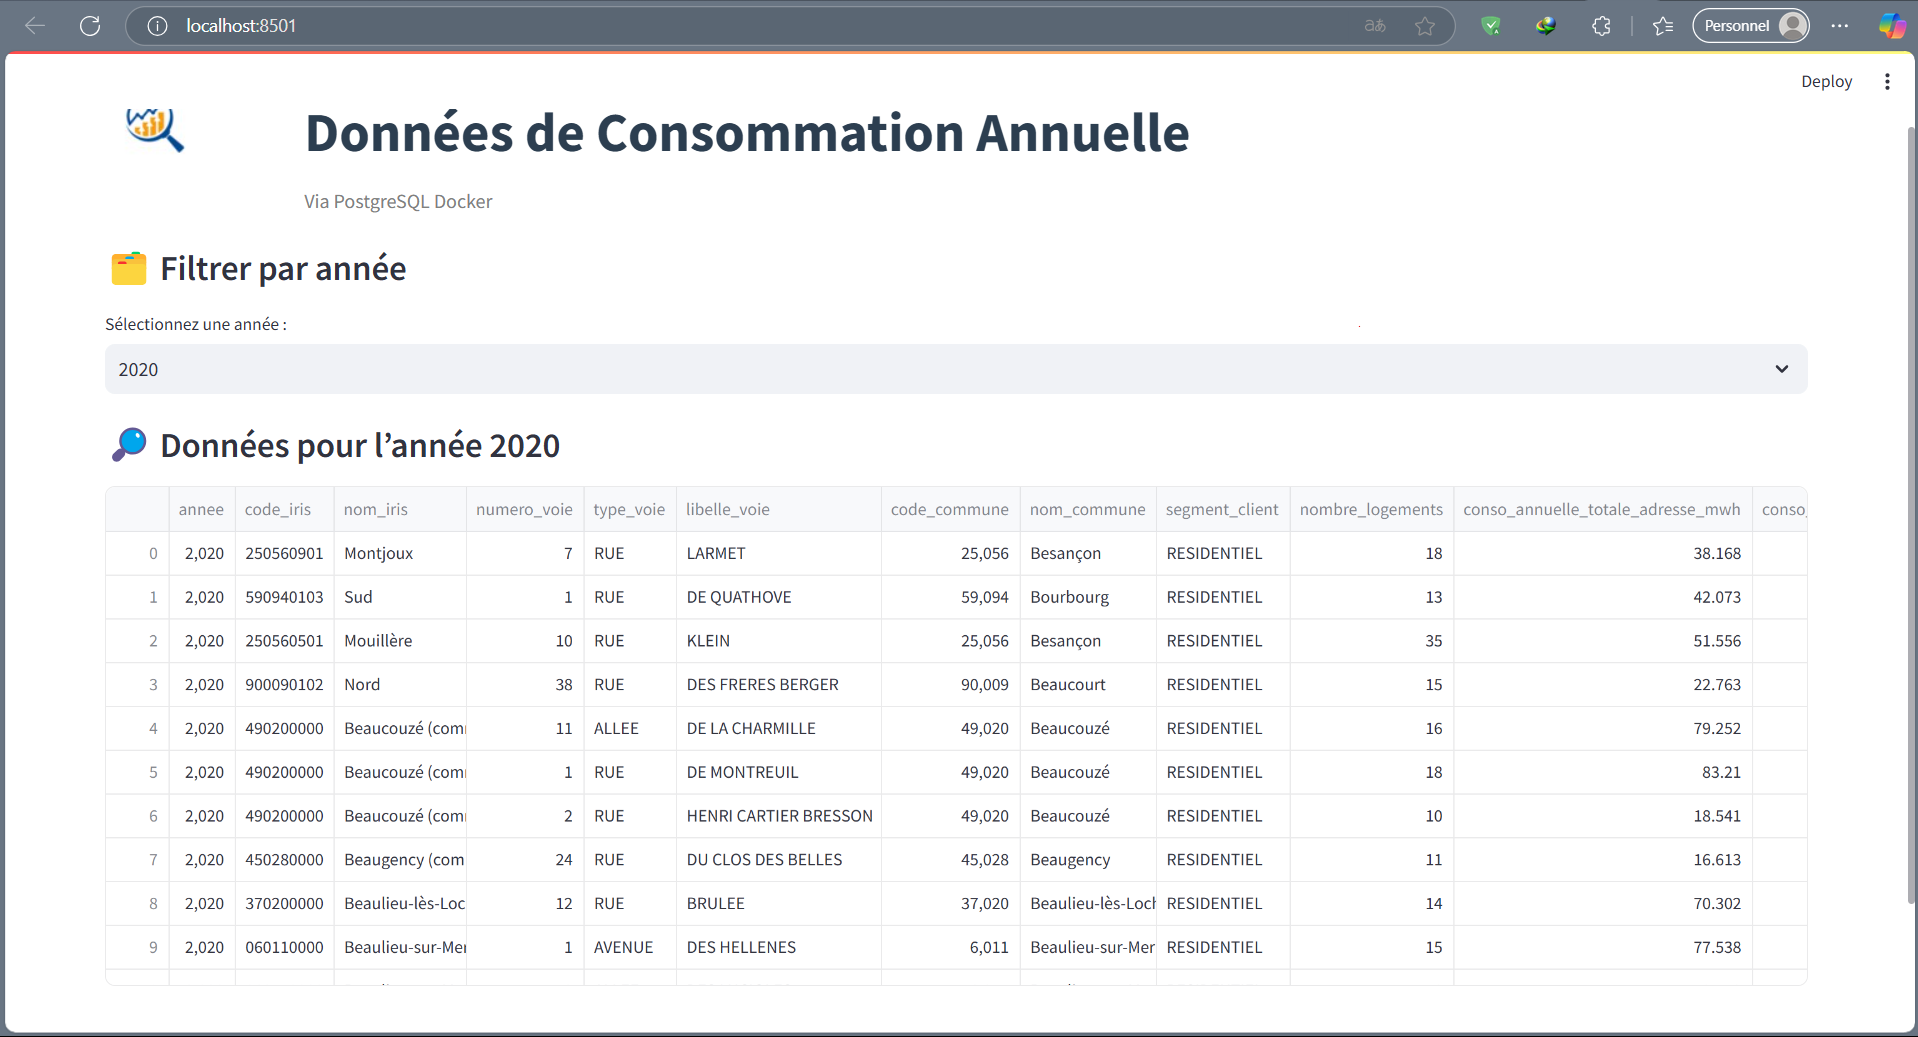 localhost:8501
aあ
Personnel
Deploy
Données de Consommation Annuelle
Via PostgreSQL Docker
Filtrer par année
Sélectionnez une année :
2020
Données pour l’année 2020
annee code_iris nom_iris numero_voie type_voie libelle_voie code_commune nom_commune segment_client nombre_logements conso_annuelle_totale_adresse_mwh conso_
0 2,020 250560901 Montjoux 7 RUE LARMET 25,056 Besançon RESIDENTIEL 18 38.168
1 2,020 590940103 Sud 1 RUE DE QUATHOVE 59,094 Bourbourg RESIDENTIEL 13 42.073
2 2,020 250560501 Mouillère 10 RUE KLEIN 25,056 Besançon RESIDENTIEL 35 51.556
3 2,020 900090102 Nord 38 RUE DES FRERES BERGER 90,009 Beaucourt RESIDENTIEL 15 22.763
4 2,020 490200000 Beaucouzé (com 11 ALLEE DE LA CHARMILLE 49,020 Beaucouzé RESIDENTIEL 16 79.252
5 2,020 490200000 Beaucouzé (com 1 RUE DE MONTREUIL 49,020 Beaucouzé RESIDENTIEL 18 83.21
6 2,020 490200000 Beaucouzé (com 2 RUE HENRI CARTIER BRESSON 49,020 Beaucouzé RESIDENTIEL 10 18.541
7 2,020 450280000 Beaugency (com 24 RUE DU CLOS DES BELLES 45,028 Beaugency RESIDENTIEL 11 16.613
8 2,020 370200000 Beaulieu-lès-Loc 12 RUE BRULEE 37,020 Beaulieu-lès-Loch RESIDENTIEL 14 70.302
9 2,020 060110000 Beaulieu-sur-Mer 1 AVENUE DES HELLENES 6,011 Beaulieu-sur-Mer RESIDENTIEL 15 77.538